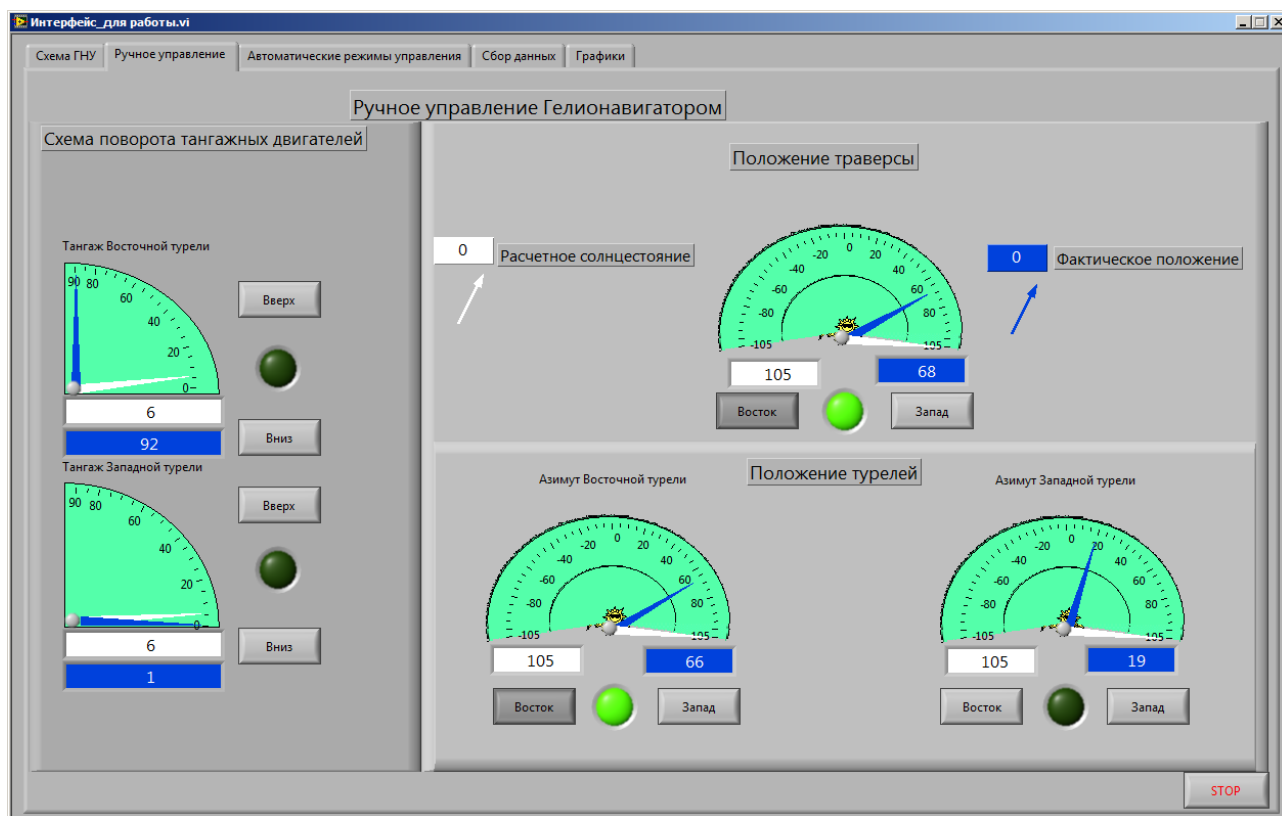 Интерфейс_для работы.vi
Схема ГНУ Ручное управление Автоматические режимы управления Сбор данных Графики
Ручное управление Гелионавигатором
Схема поворота тангажных двигателей
Тангаж Восточной турели
90 80 60 40 20 0
6
92
Вверх
Вниз
Тангаж Западной турели
90 80 60 40 20 0
6
1
Вверх
Вниз
Положение траверсы
0 Расчетное солнцестояние
-105 -80 -60 -40 -20 0 20 40 60 80 105
0 Фактическое положение
105 68
Восток Запад
Положение турелей
Азимут Восточной турели
-105 -80 -60 -40 -20 0 20 40 60 80 105
105 66
Восток Запад
Азимут Западной турели
-105 -80 -60 -40 -20 0 20 40 60 80 105
105 19
Восток Запад
STOP